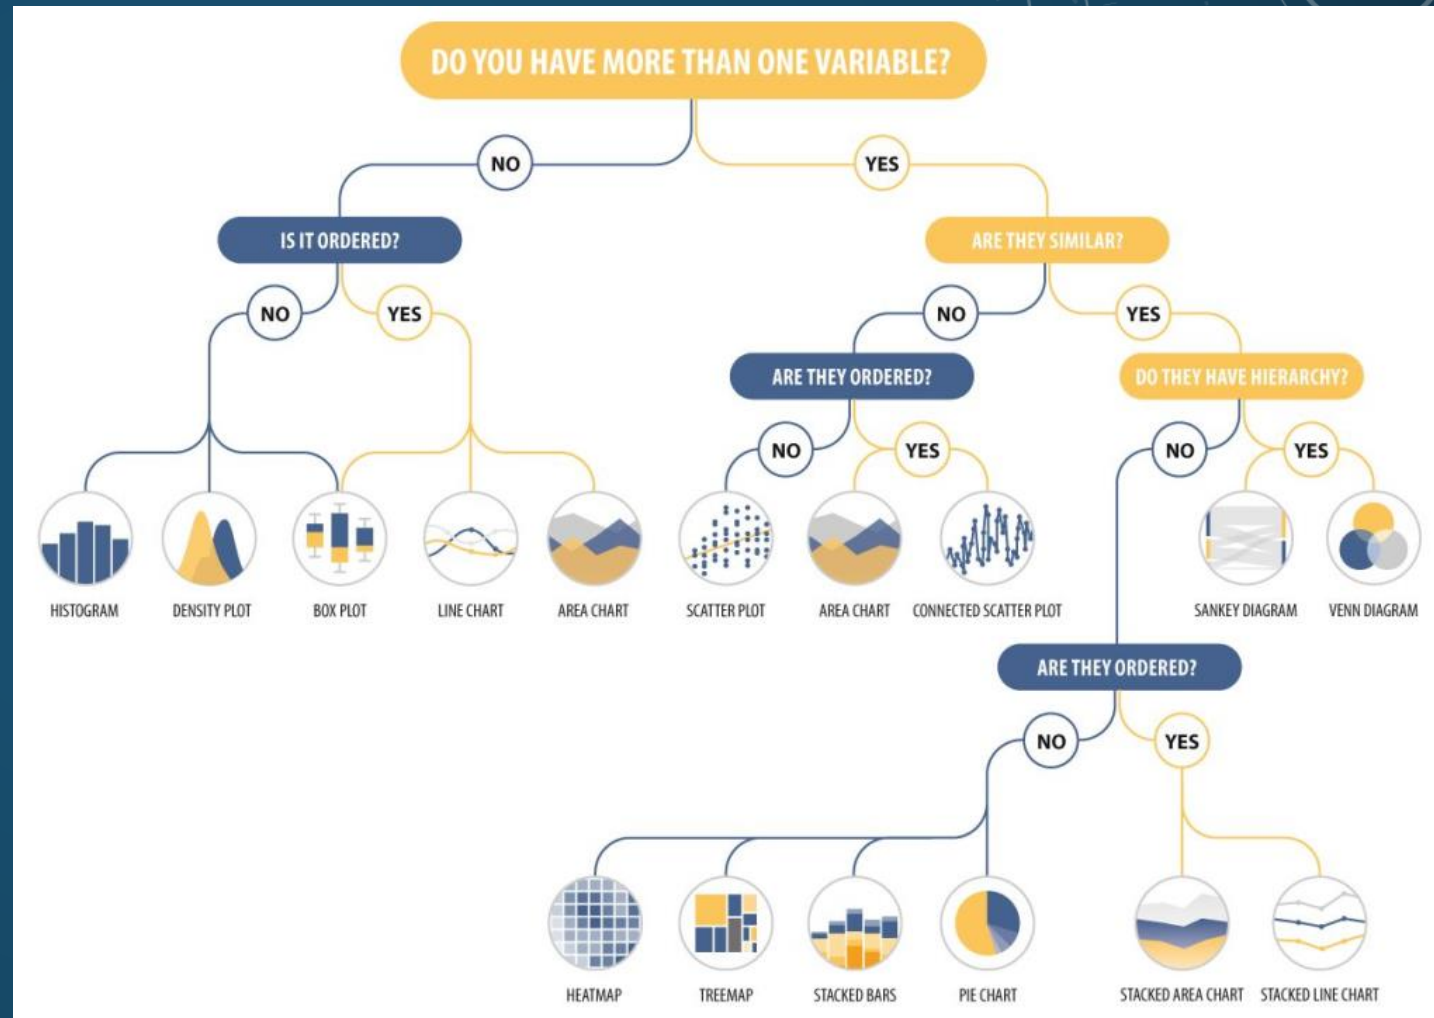 DO YOU HAVE MORE THAN ONE VARIABLE?
NO
YES
IS IT ORDERED?
ARE THEY SIMILAR?
NO
YES
NO
YES
ARE THEY ORDERED?
DO THEY HAVE HIERARCHY?
NO
YES
NO
YES
HISTOGRAM
DENSITY PLOT
BOX PLOT
LINE CHART
AREA CHART
SCATTER PLOT
AREA CHART
CONNECTED SCATTER PLOT
SANKEY DIAGRAM
VENN DIAGRAM
ARE THEY ORDERED?
NO
YES
HEATMAP
TREEMAP
STACKED BARS
PIE CHART
STACKED AREA CHART
STACKED LINE CHART